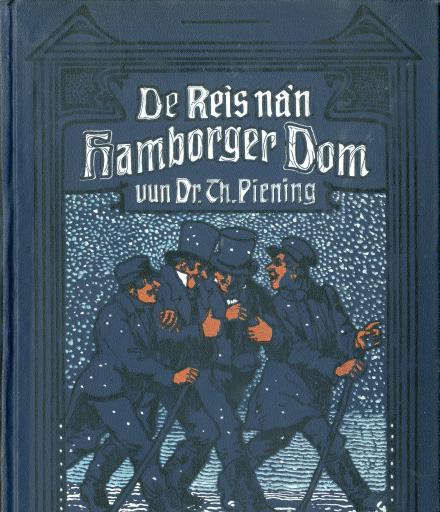 De Reis na'n
Hamborger Dom
vun Dr. Th. Piening